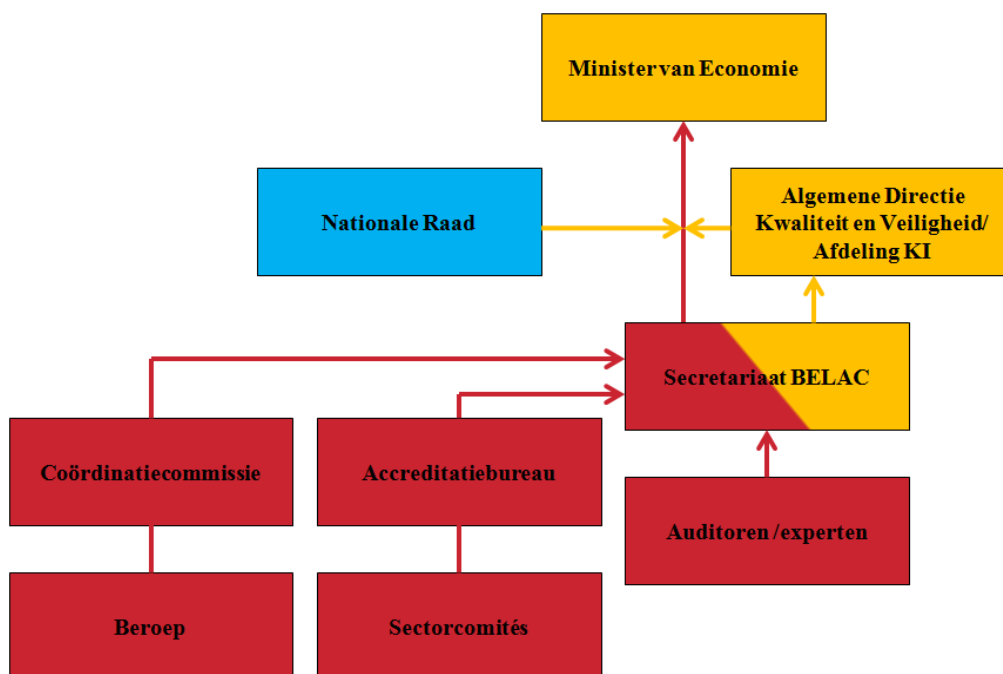 Minister van Economie
Nationale Raad
Algemene Directie
Kwaliteit en Veiligheid/
Afdeling KI
Secretariaat BELAC
Coördinatiecommissie
Accreditatiebureau
Auditoren /experten
Beroep
Sectorcomités